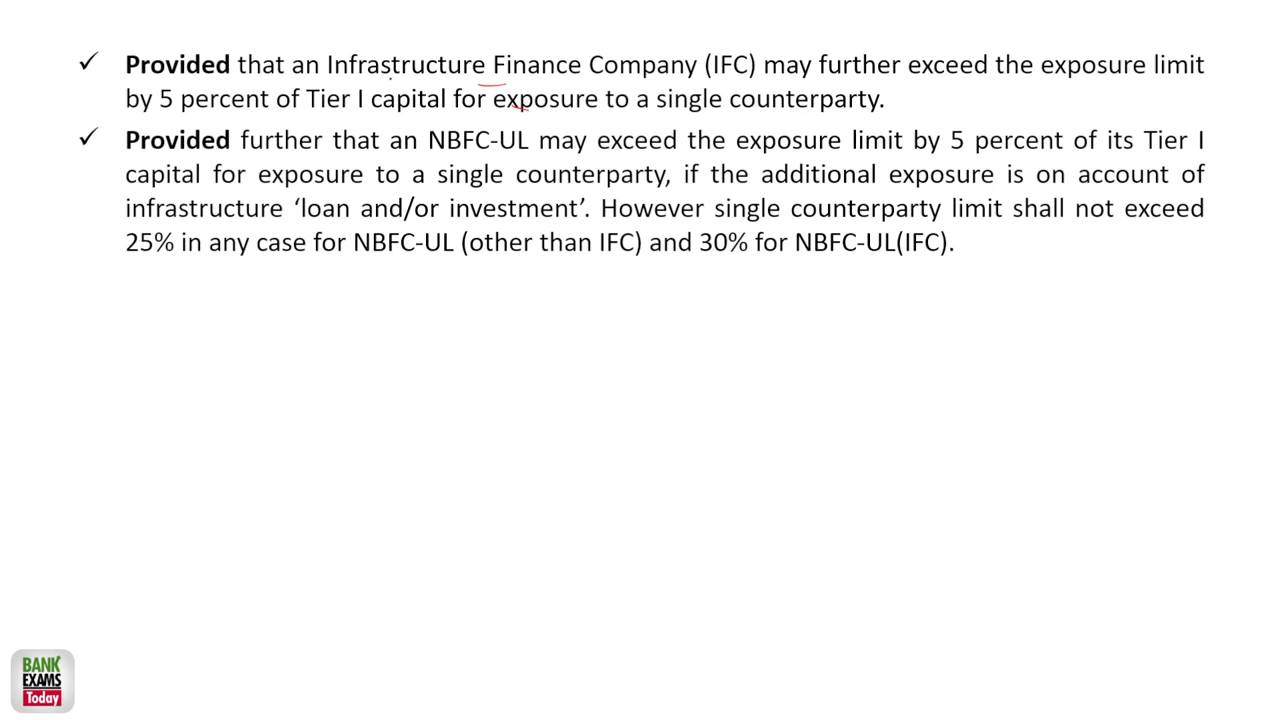 ✓ Provided that an Infrastructure Finance Company (IFC) may further exceed the exposure limit
by 5 percent of Tier I capital for exposure to a single counterparty.
✓ Provided further that an NBFC-UL may exceed the exposure limit by 5 percent of its Tier I
capital for exposure to a single counterparty, if the additional exposure is on account of
infrastructure ‘loan and/or investment’. However single counterparty limit shall not exceed
25% in any case for NBFC-UL (other than IFC) and 30% for NBFC-UL(IFC).
BANK
EXAMS
Today